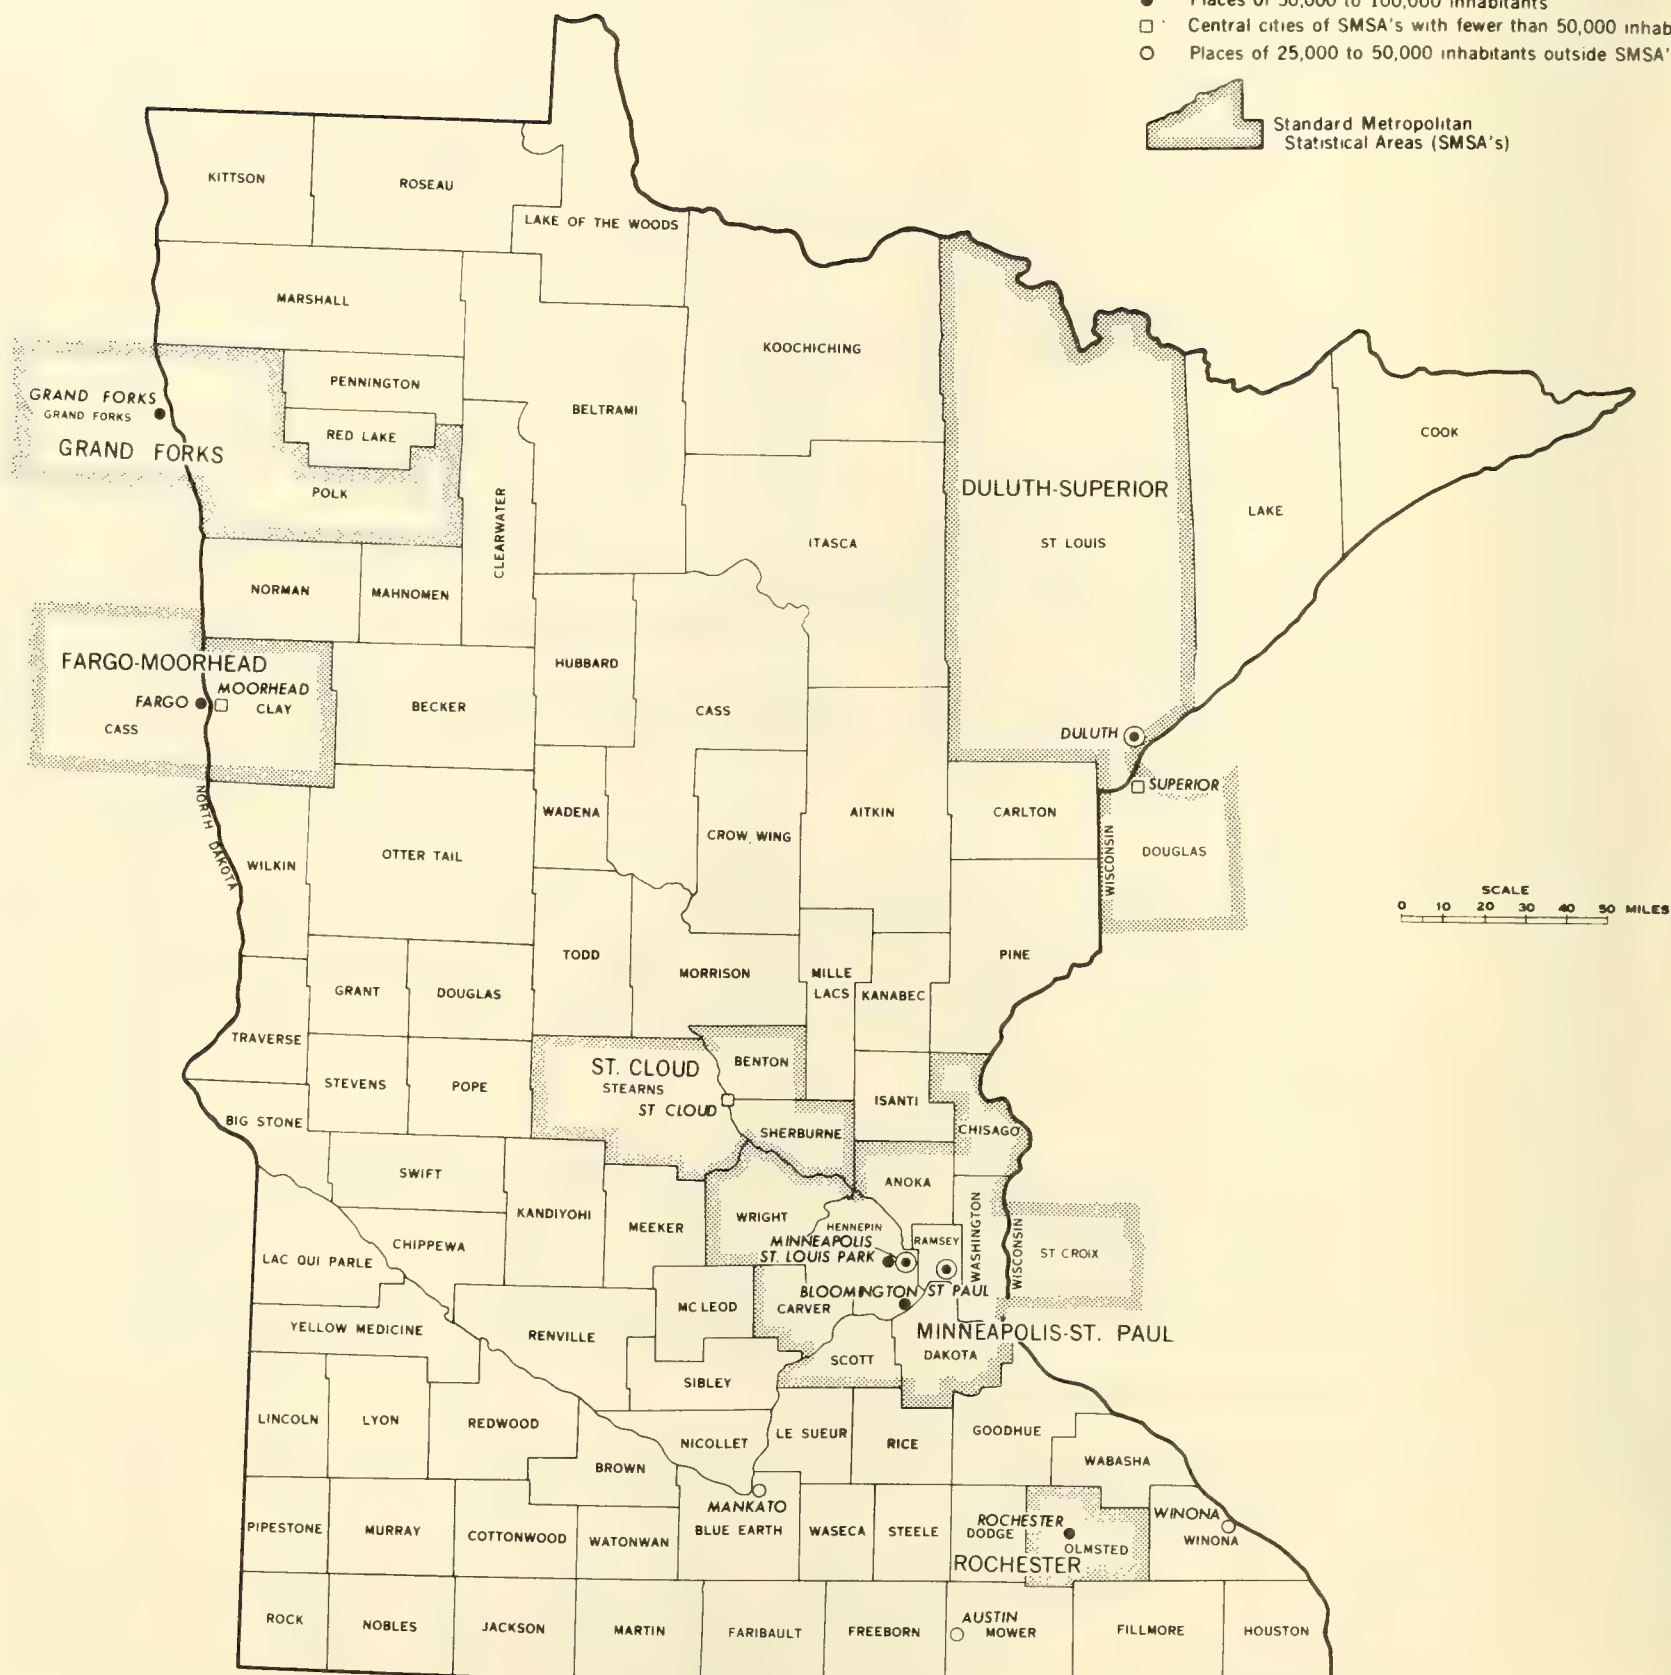 Places of 50,000 to 100,000 inhabitants
Central cities of SMSA's with fewer than 50,000 inhab
Places of 25,000 to 50,000 inhabitants outside SMSA'
Standard Metropolitan
Statistical Areas (SMSA's)
KITTSON
ROSEAU
LAKE OF THE WOODS
MARSHALL
KOOCHICHING
PENNINGTON
GRAND FORKS
GRAND FORKS
BELTRAMI
RED LAKE
COOK
GRAND FORKS
POLK
DULUTH-SUPERIOR
LAKE
CLEARWATER
ITASCA
ST LOUIS
NORMAN
MAHNOMEN
FARGO-MOORHEAD
HUBBARD
MOORHEAD
FARGO
CLAY
BECKER
CASS
CASS
DULUTH
SUPERIOR
NORTH DAKOTA
WADENA
AITKIN
CARLTON
CROW WING
OTTER TAIL
WILKIN
WISCONSIN
DOUGLAS
SCALE
0 10 20 30 40 50 MILES
TODD
PINE
MORRISON
MILLE
LACS
KANABEC
GRANT
DOUGLAS
TRAVERSE
BENTON
ST. CLOUD
STEARNS
STEVENS
POPE
ST CLOUD
ISANTI
BIG STONE
SHERBURNE
CHISAGO
SWIFT
ANOKA
KANDIYOHI
MEEKER
WRIGHT
HENNEPIN
WASHINGTON
WISCONSIN
MINNEAPOLIS
RAMSEY
ST CROIX
CHIPPEWA
ST. LOUIS PARK
LAC QUI PARLE
BLOOMINGTON
ST PAUL
MC LEOD
CARVER
YELLOW MEDICINE
RENVILLE
MINNEAPOLIS-ST. PAUL
SCOTT
DAKOTA
SIBLEY
LINCOLN
LYON
REDWOOD
NICOLLET
LE SUEUR
RICE
GOODHUE
WABASHA
BROWN
MANKATO
PIPESTONE
MURRAY
COTTONWOOD
WATONWAN
BLUE EARTH
WASECA
STEELE
DODGE
ROCHESTER
OLMSTED
WINONA
WINONA
ROCHESTER
ROCK
NOBLES
JACKSON
MARTIN
FARIBAULT
FREEBORN
AUSTIN
MOWER
FILLMORE
HOUSTON